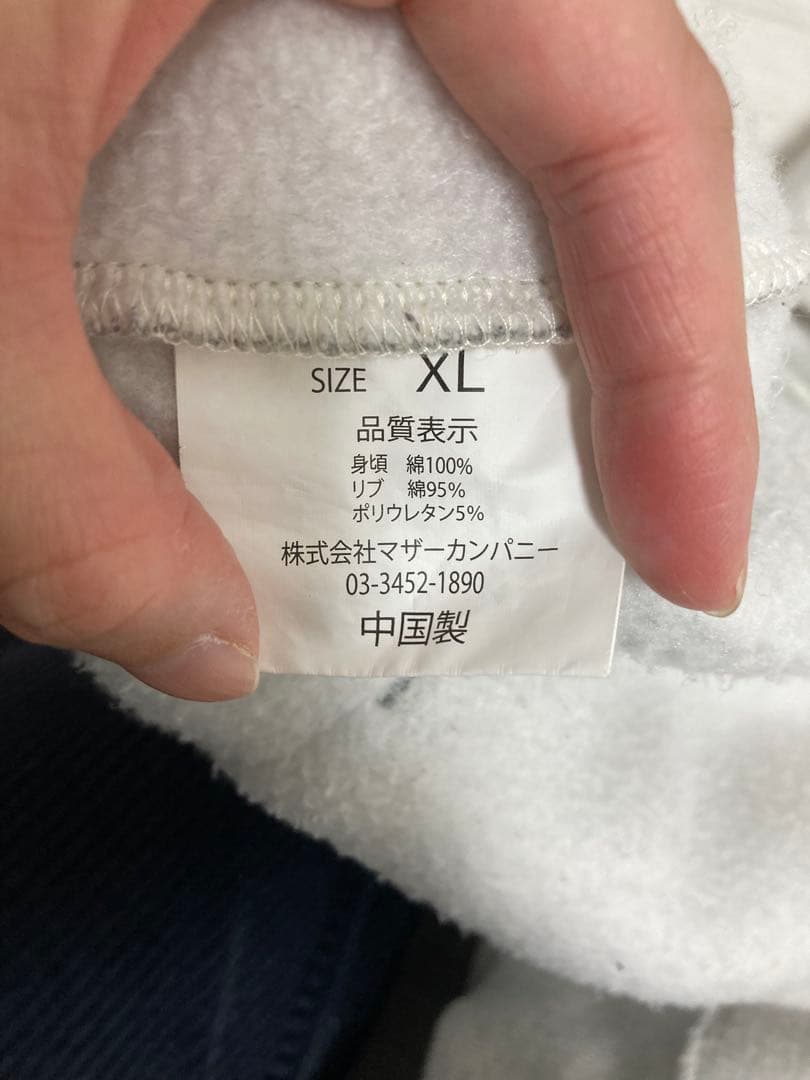 SIZE XL
品質表示
身頃 綿100%
リブ 綿95%
ポリウレタン5%
株式会社マザーカンパニー
03-3452-1890
中国製